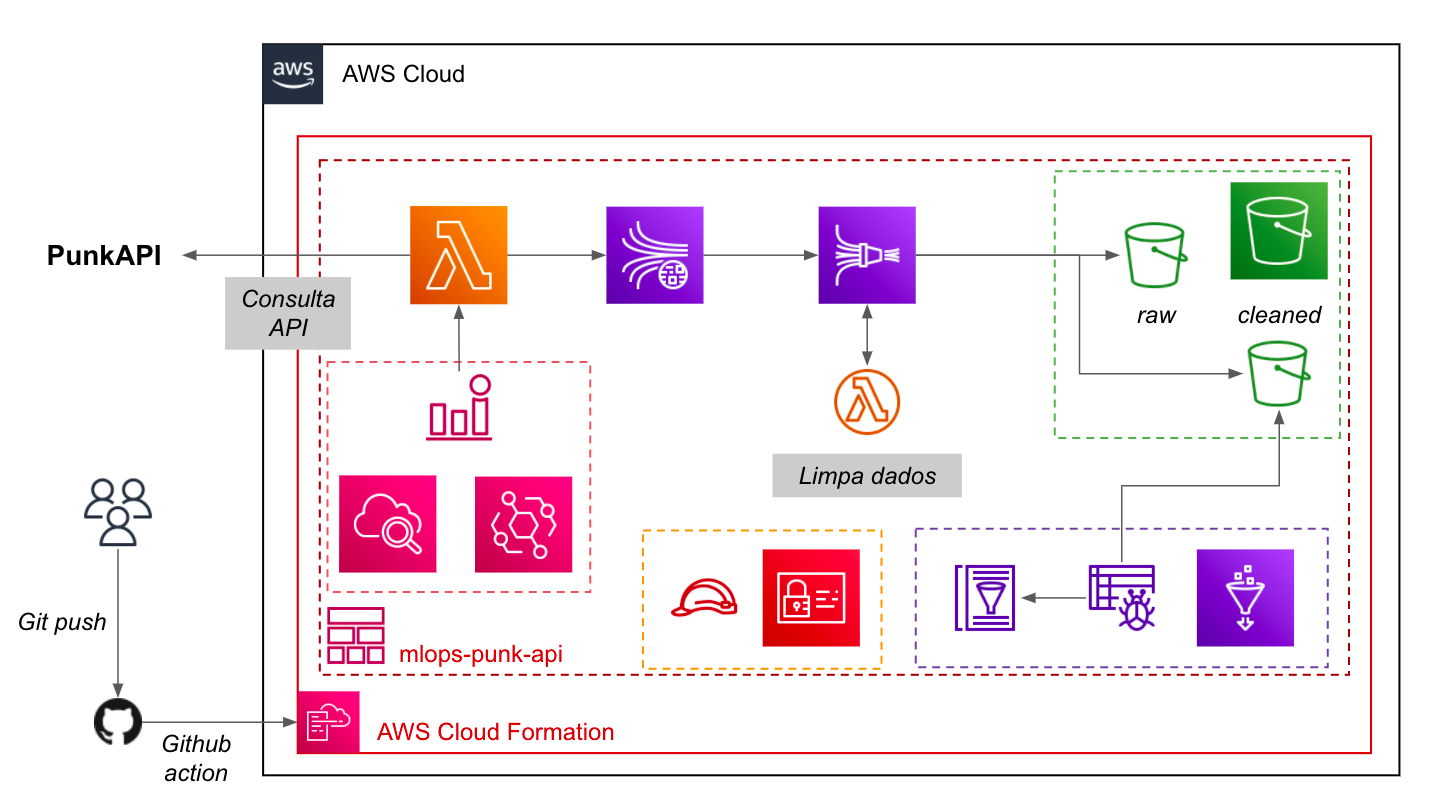 aws
AWS Cloud
PunkAPI
Consulta
API
raw
cleaned
Limpa dados
Git push
mlops-punk-api
AWS Cloud Formation
Github
action